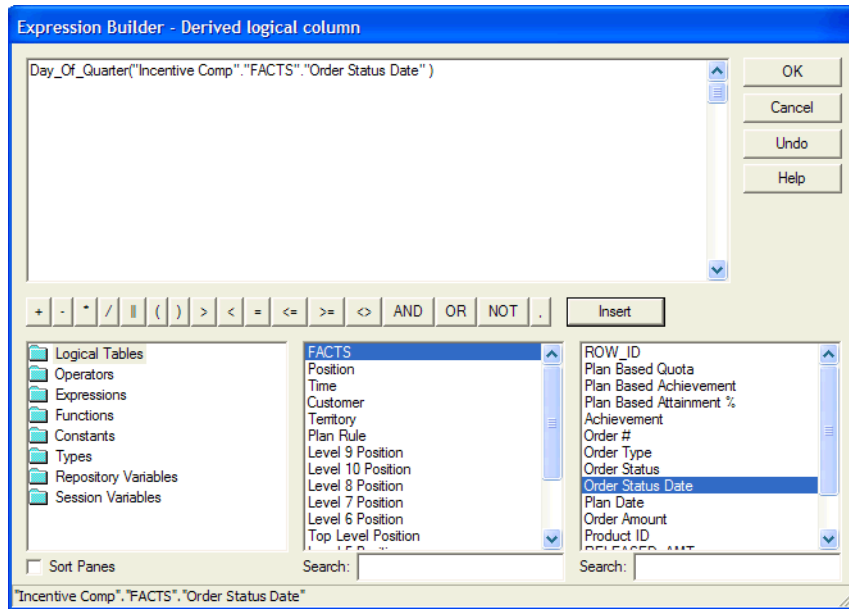 Expression Builder - Derived logical column
Day_Of_Quarter("Incentive Comp"."FACTS"."Order Status Date" )
OK
Cancel
Undo
Help
+ - * / || ( ) > < = <= >= <> AND OR NOT , Insert
Logical Tables
Operators
Expressions
Functions
Constants
Types
Repository Variables
Session Variables
FACTS
Position
Time
Customer
Territory
Plan Rule
Level 9 Position
Level 10 Position
Level 8 Position
Level 7 Position
Level 6 Position
Top Level Position
ROW_ID
Plan Based Quota
Plan Based Achievement
Plan Based Attainment %
Achievement
Order #
Order Type
Order Status
Order Status Date
Plan Date
Order Amount
Product ID
RELEASED_AMT
Sort Panes
Search:
Search:
"Incentive Comp"."FACTS"."Order Status Date"